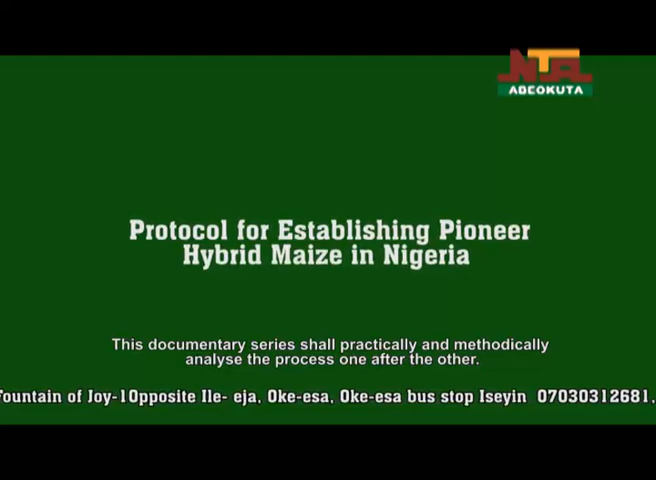 NTA
ABEOKUTA
Protocol for Establishing Pioneer
Hybrid Maize in Nigeria
This documentary series shall practically and methodically
analyse the process one after the other.
Fountain of Joy-1Opposite Ile- eja, Oke-esa, Oke-esa bus stop Iseyin 07030312681,